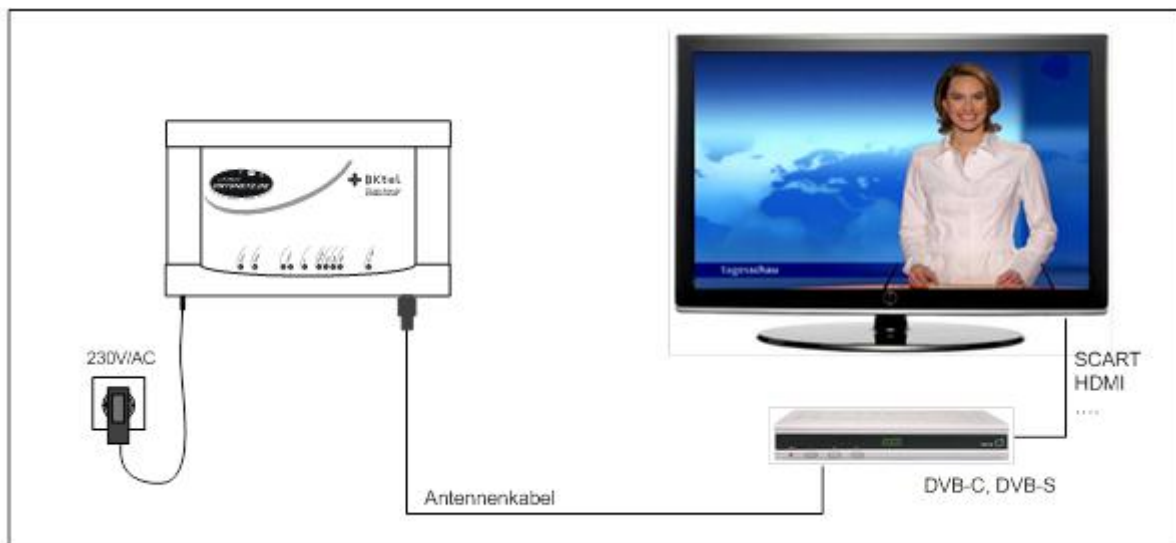 BKtel
tagesschau
230V/AC
SCART
HDMI
....
DVB-C, DVB-S
Antennenkabel